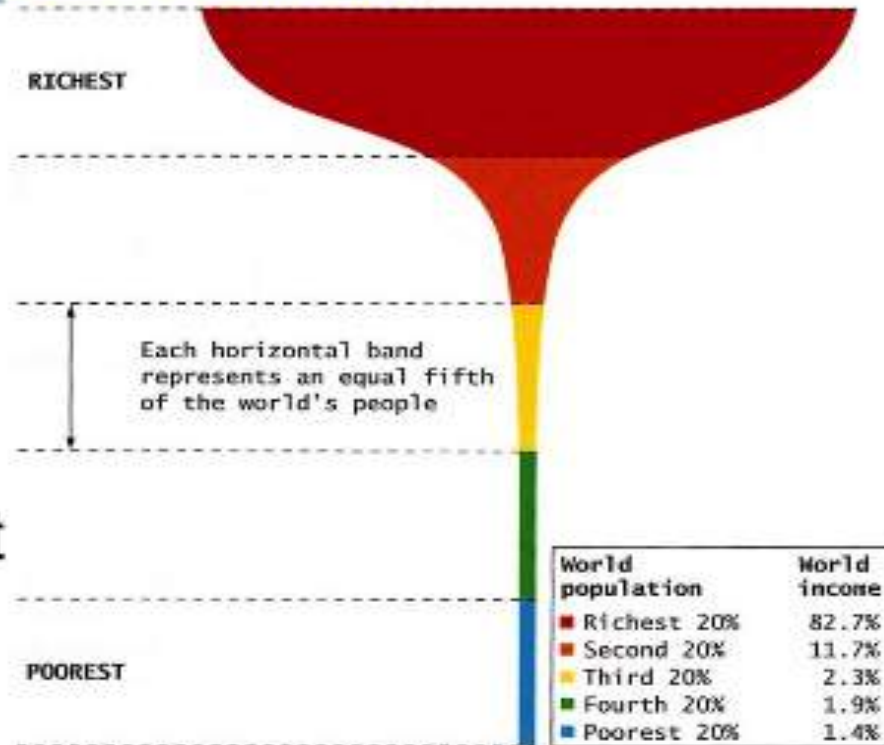 RICHEST
Each horizontal band
represents an equal fifth
of the world's people
POOREST
World population World income
Richest 20% 82.7%
Second 20% 11.7%
Third 20% 2.3%
Fourth 20% 1.9%
Poorest 20% 1.4%